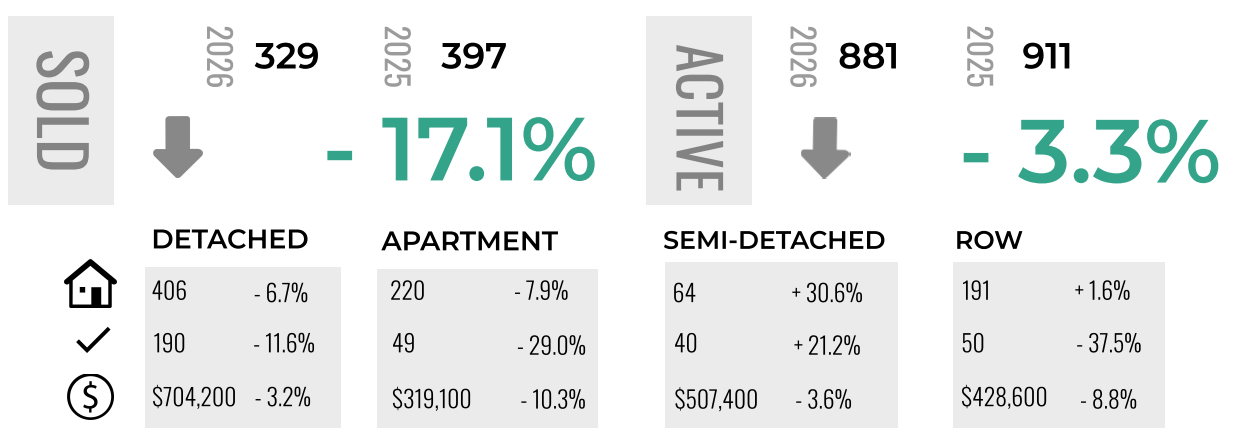 SOLD
2026 329 2025 397
- 17.1%
ACTIVE
2026 881 2025 911
- 3.3%
DETACHED
406 - 6.7%
190 - 11.6%
$704,200 - 3.2%
APARTMENT
220 - 7.9%
49 - 29.0%
$319,100 - 10.3%
SEMI-DETACHED
64 + 30.6%
40 + 21.2%
$507,400 - 3.6%
ROW
191 + 1.6%
50 - 37.5%
$428,600 - 8.8%
$